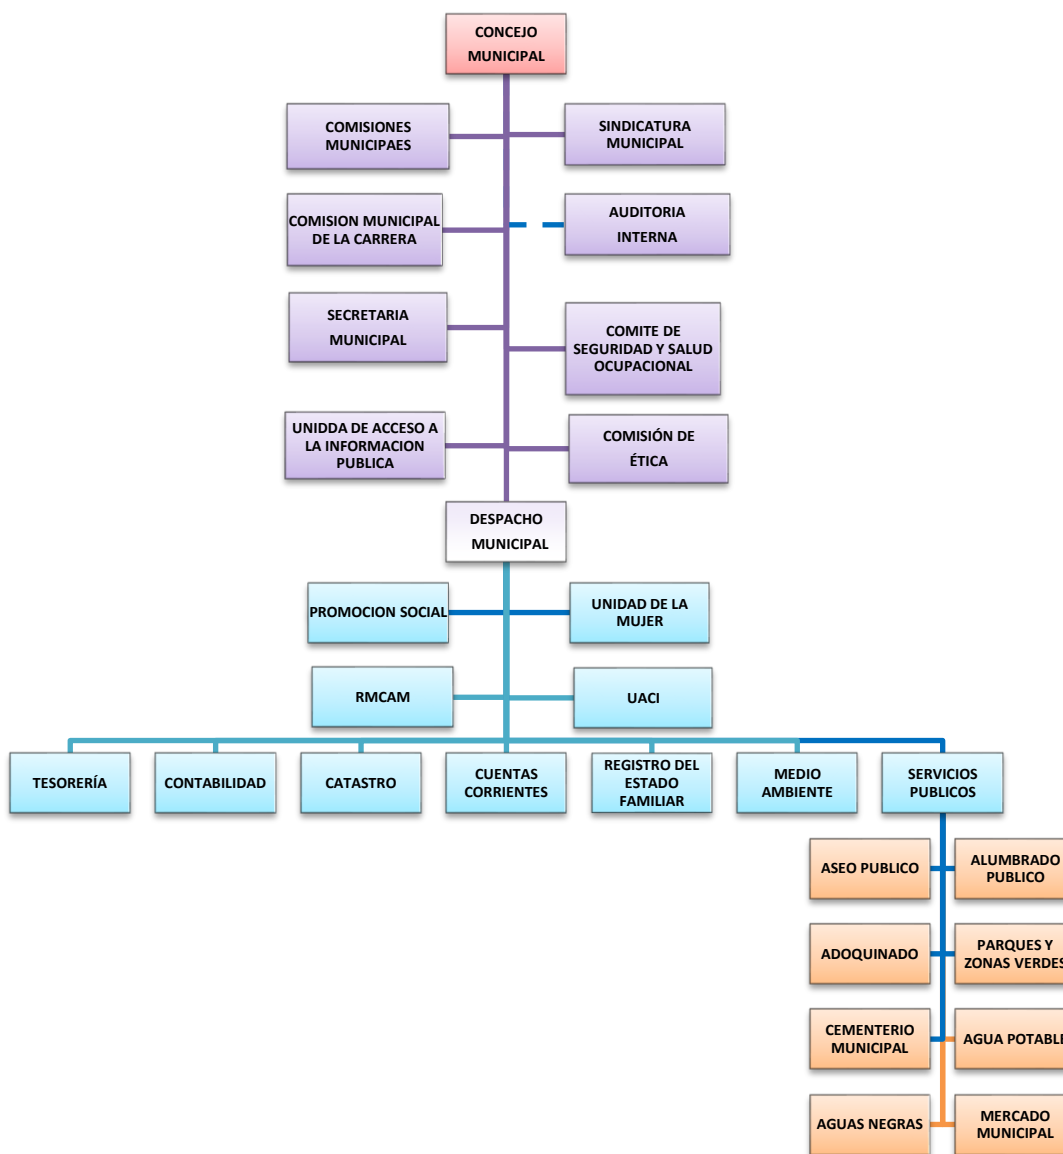 CONCEJO
MUNICIPAL
COMISIONES
MUNICIPAES
SINDICATURA
MUNICIPAL
COMISION MUNICIPAL
DE LA CARRERA
AUDITORIA
INTERNA
SECRETARIA
MUNICIPAL
COMITE DE
SEGURIDAD Y SALUD
OCUPACIONAL
UNIDDA DE ACCESO A
LA INFORMACION
PUBLICA
COMISIÓN DE
ÉTICA
DESPACHO
MUNICIPAL
PROMOCION SOCIAL
UNIDAD DE LA
MUJER
RMCAM
UACI
TESORERÍA
CONTABILIDAD
CATASTRO
CUENTAS
CORRIENTES
REGISTRO DEL
ESTADO
FAMILIAR
MEDIO
AMBIENTE
SERVICIOS
PUBLICOS
ASEO PUBLICO
ALUMBRADO
PUBLICO
ADOQUINADO
PARQUES Y
ZONAS VERDES
CEMENTERIO
MUNICIPAL
AGUA POTABLE
AGUAS NEGRAS
MERCADO
MUNICIPAL